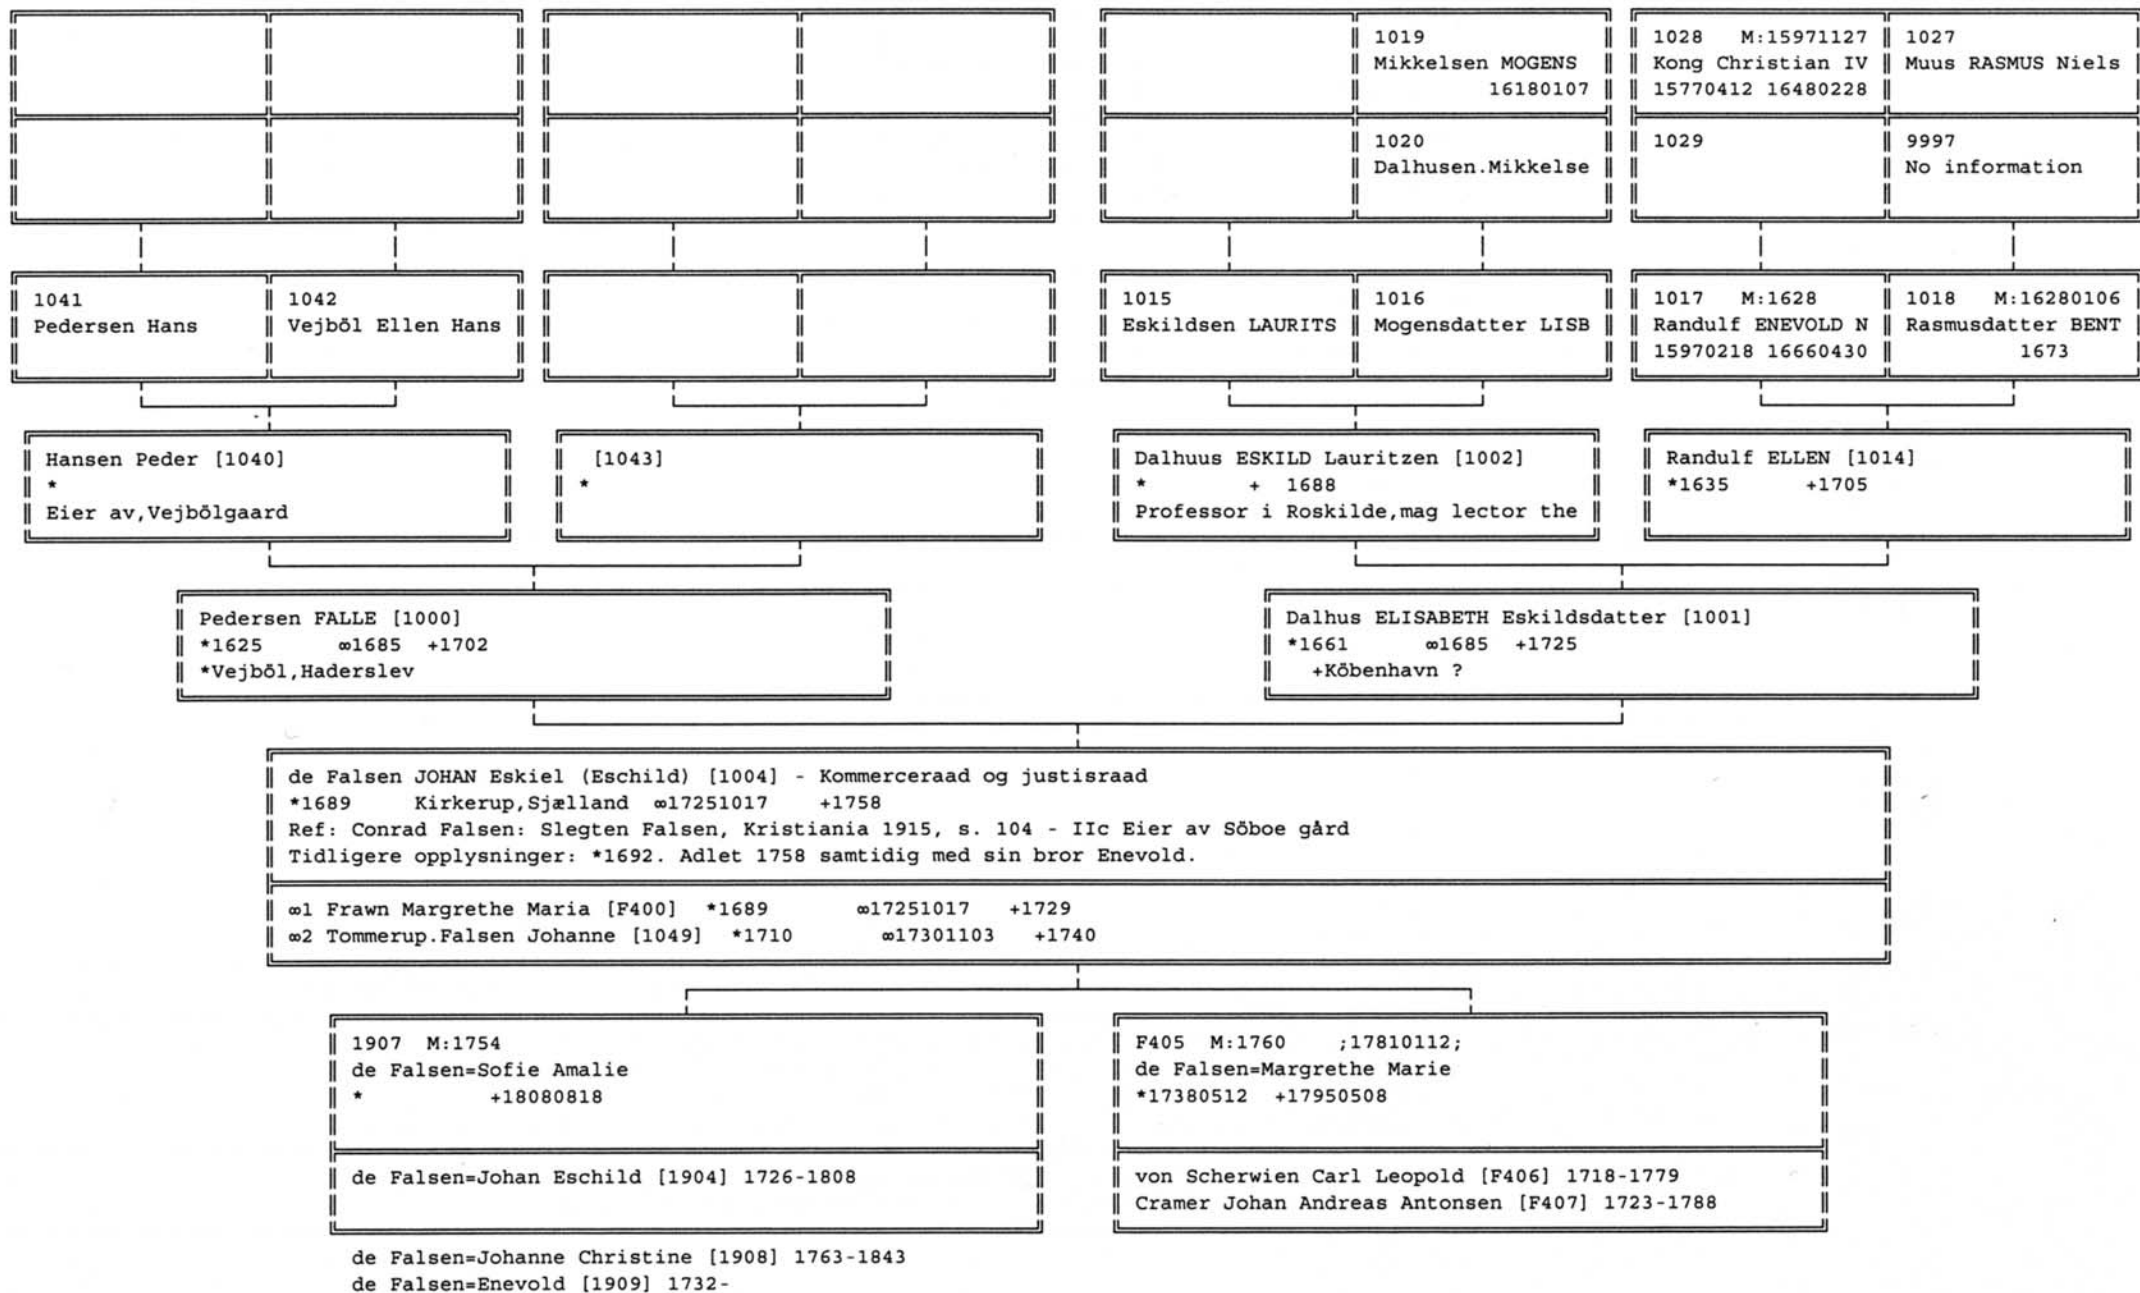 1019
Mikkelsen MOGENS
16180107
1028 M:15971127
Kong Christian IV
15770412 16480228
1027
Muus RASMUS Niels
1020
Dalhusen.Mikkelse
1029
9997
No information
1041
Pedersen Hans
1042
Vejböl Ellen Hans
1015
Eskildsen LAURITS
1016
Mogensdatter LISB
1017 M:1628
Randulf ENEVOLD N
15970218 16660430
1018 M:16280106
Rasmusdatter BENT
1673
Hansen Peder [1040]
*
Eier av,Vejbölgaard
[1043]
*
Dalhuus ESKILD Lauritzen [1002]
* + 1688
Professor i Roskilde,mag lector the
Randulf ELLEN [1014]
*1635 +1705
Pedersen FALLE [1000]
*1625 ∞1685 +1702
*Vejböl,Haderslev
Dalhus ELISABETH Eskildsdatter [1001]
*1661 ∞1685 +1725
+Köbenhavn ?
de Falsen JOHAN Eskiel (Eschild) [1004] - Kommerceraad og justisraad
*1689 Kirkerup,Sjælland ∞17251017 +1758
Ref: Conrad Falsen: Slegten Falsen, Kristiania 1915, s. 104 - IIc Eier av Söboe gård
Tidligere opplysninger: *1692. Adlet 1758 samtidig med sin bror Enevold.
∞1 Frawn Margrethe Maria [F400] *1689 ∞17251017 +1729
∞2 Tommerup.Falsen Johanne [1049] *1710 ∞17301103 +1740
1907 M:1754
de Falsen=Sofie Amalie
* +18080818
de Falsen=Johan Eschild [1904] 1726-1808
de Falsen=Johanne Christine [1908] 1763-1843
de Falsen=Enevold [1909] 1732-
F405 M:1760 ;17810112;
de Falsen=Margrethe Marie
*17380512 +17950508
von Scherwien Carl Leopold [F406] 1718-1779
Cramer Johan Andreas Antonsen [F407] 1723-1788